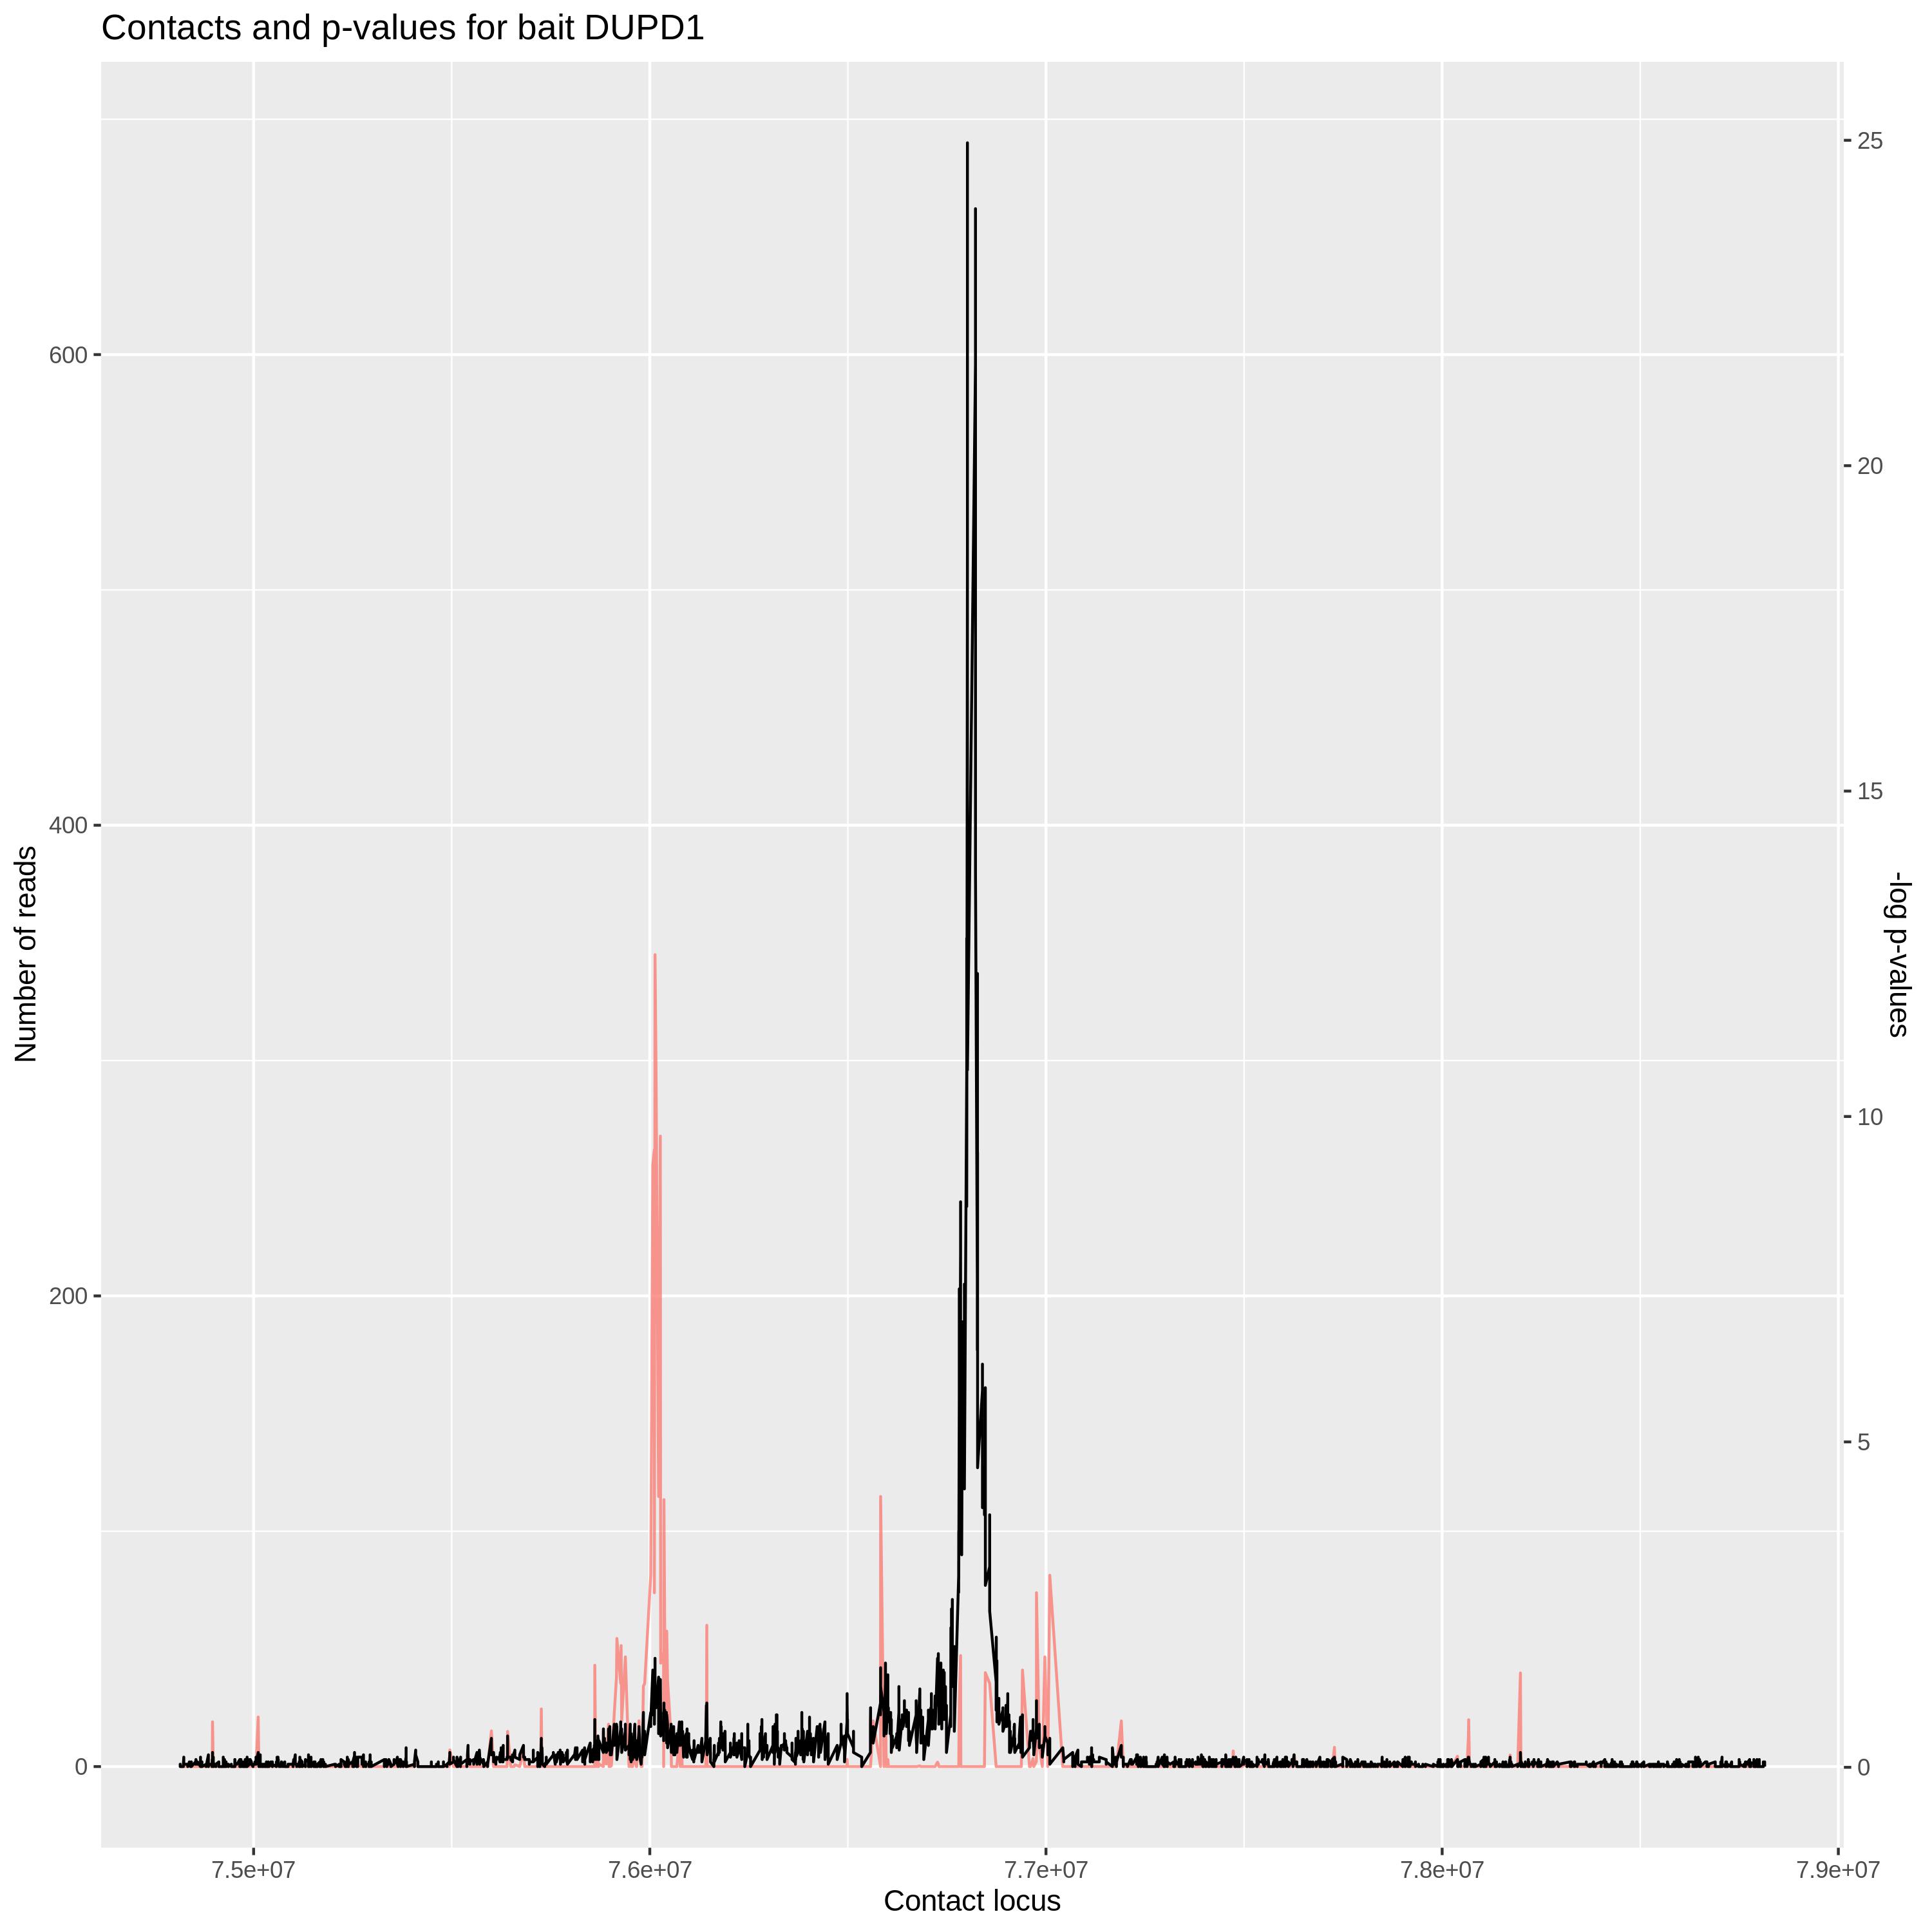 Contacts and p-values for bait DUPD1
Number of reads
600
400
200
0
25
20
15
10
5
0
-log p-values
7.5e+07
7.6e+07
7.7e+07
7.8e+07
7.9e+07
Contact locus